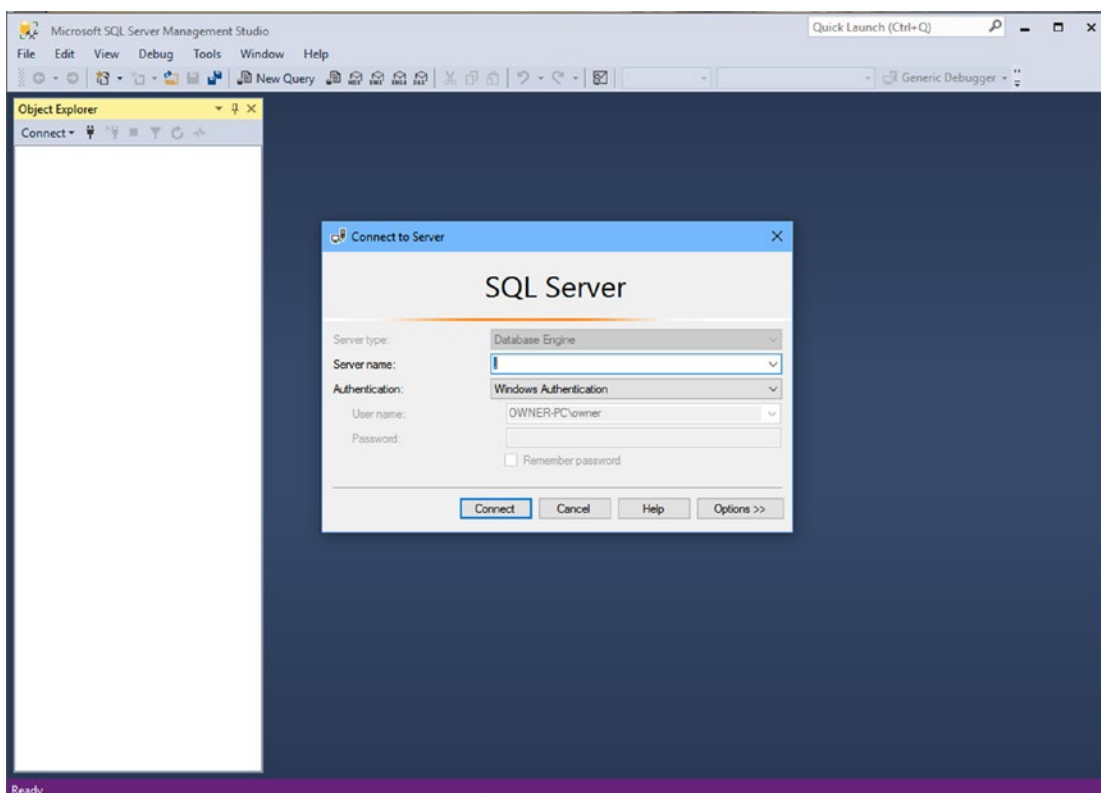 Microsoft SQL Server Management Studio
Quick Launch (Ctrl+Q)
File Edit View Debug Tools Window Help
New Query
Generic Debugger
Object Explorer
Connect
Connect to Server
SQL Server
Server type:
Database Engine
Server name:
Authentication:
Windows Authentication
User name:
OWNER-PC\owner
Password:
Remember password
Connect Cancel Help Options >>
Ready